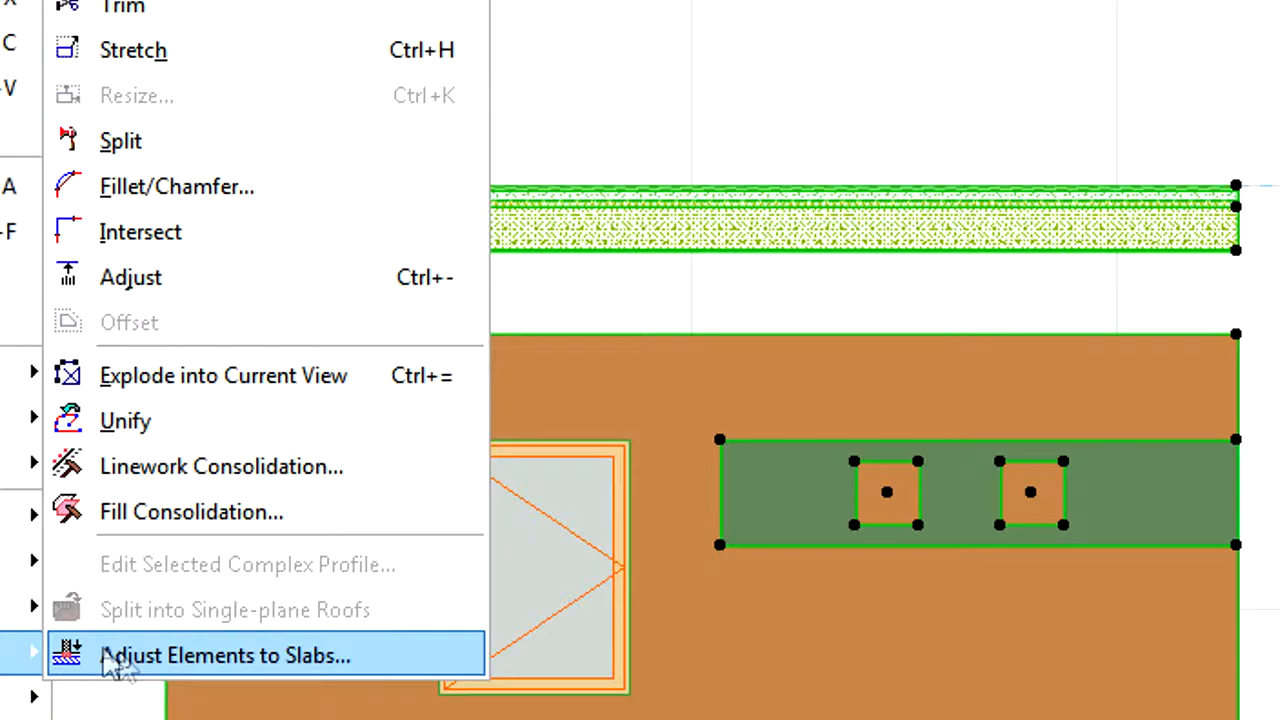 Trim
C
Stretch Ctrl+H
-V
Resize... Ctrl+K
Split
A
Fillet/Chamfer...
-F
Intersect
Adjust Ctrl+-
Offset
Explode into Current View Ctrl+=
Unify
Linework Consolidation...
Fill Consolidation...
Edit Selected Complex Profile...
Split into Single-plane Roofs
Adjust Elements to Slabs...